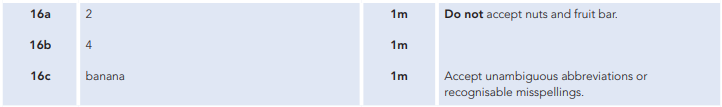 16a 2 1m Do not accept nuts and fruit bar.
16b 4 1m
16c banana 1m Accept unambiguous abbreviations or
recognisable misspellings.